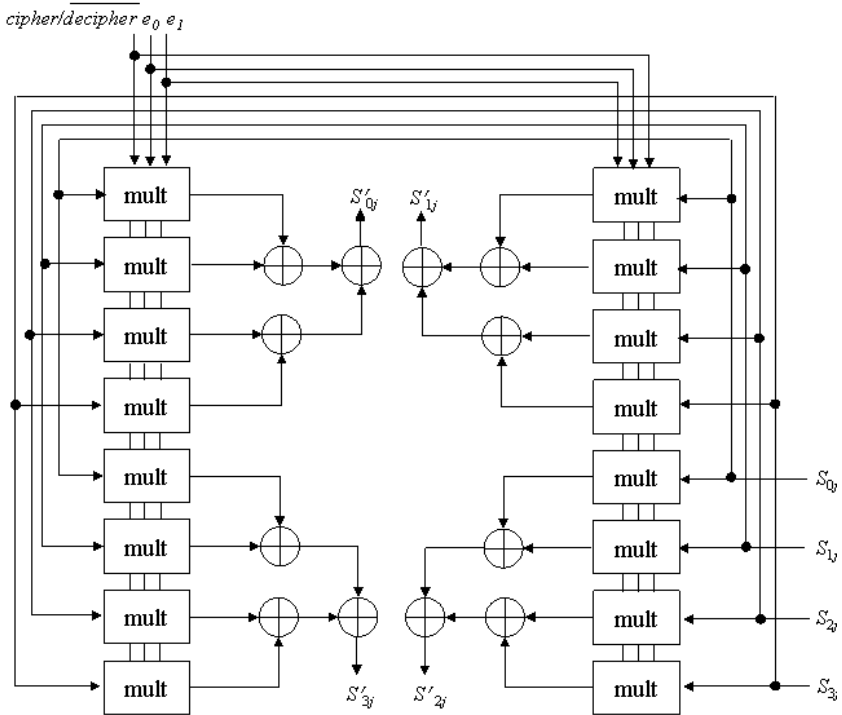 cipher/decipher e0 e1
mult mult
S'0j S'1j
mult mult
mult mult
mult mult
mult mult
S0j
mult mult
S1j
mult mult
S2j
mult mult
S3j
S'3j S'2j